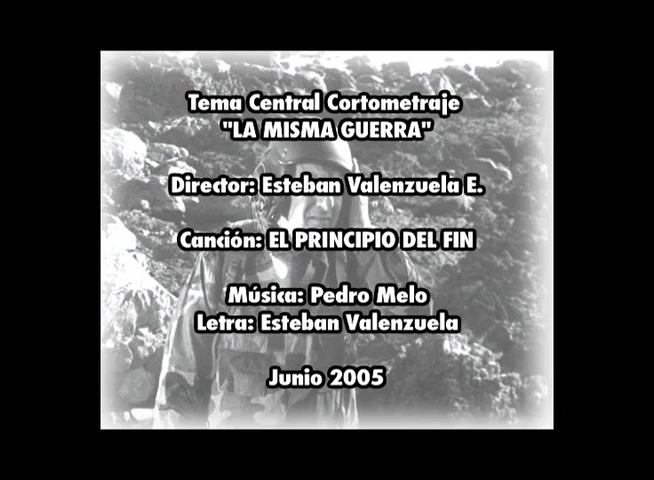 Tema Central Cortometraje
"LA MISMA GUERRA"
Director: Esteban Valenzuela E.
Canción: EL PRINCIPIO DEL FIN
Música: Pedro Melo
Letra: Esteban Valenzuela
Junio 2005